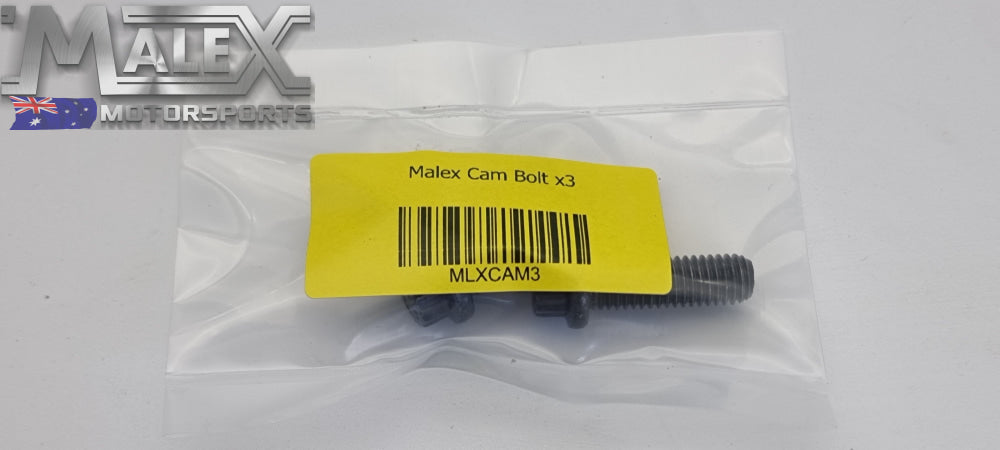 MALEX
MOTORSPORTS
Malex Cam Bolt x3
MLXCAM3